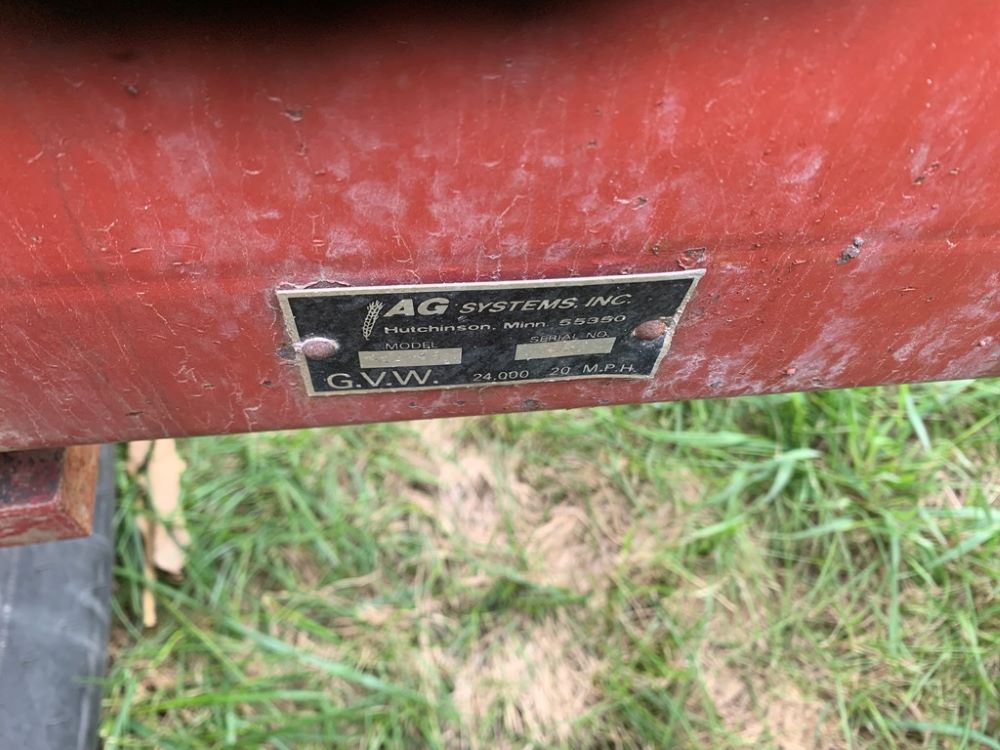 AG SYSTEMS, INC.
Hutchinson, Minn. 55350
MODEL SERIAL NO.
G.V.W. 24,000 20 M.P.H.